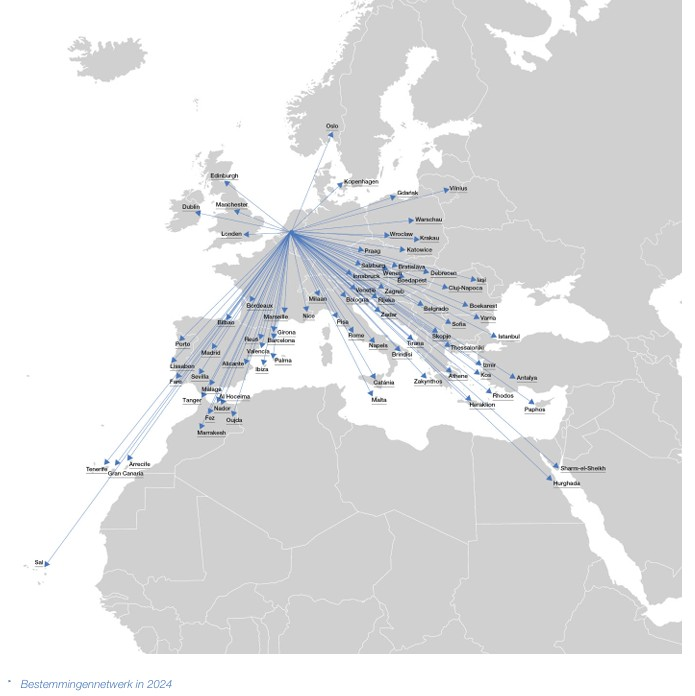 Oslo
Edinburgh
Kopenhagen
Vilnius
Gdańsk
Manchester
Dublin
Warschau
Londen
Wrocław
Krakau
Praag
Katowice
Salzburg
Bratislava
Wenen
Innsbruck
Debrecen
Boedapest
Iași
Venetië
Zagreb
Cluj-Napoca
Milaan
Bologna
Rijeka
Bordeaux
Belgrado
Boekarest
Marseille
Nice
Zadar
Varna
Bilbao
Pisa
Sofia
Girona
Rome
Skopje
Istanbul
Reus
Barcelona
Porto
Napels
Tirana
Thessaloniki
Madrid
Valencia
Brindisi
Palma
Lissabon
Alicante
Ibiza
Izmir
Sevilla
Athene
Kos
Antalya
Faro
Catánia
Zakynthos
Málaga
Rhodos
Tanger
Al Hoceima
Malta
Heraklion
Nador
Paphos
Fez
Oujda
Marrakesh
Arrecife
Tenerife
Gran Canaria
Sharm-el-Sheikh
Hurghada
Sal
* Bestemmingennetwerk in 2024